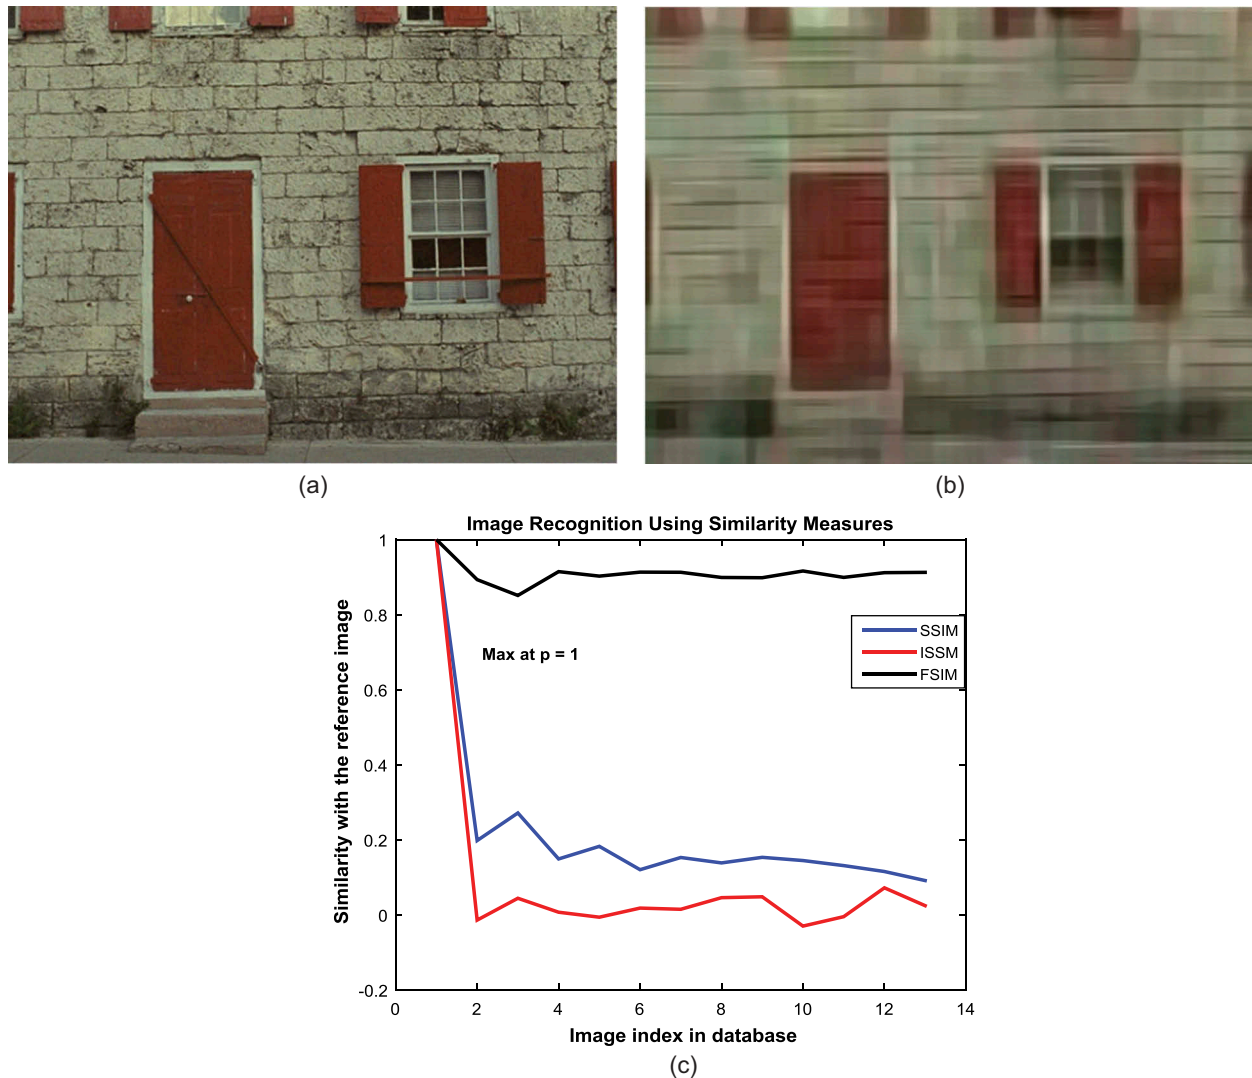 (a)
(b)
Image Recognition Using Similarity Measures
Similarity with the reference image
1
0.8
0.6
0.4
0.2
0
-0.2
Max at p = 1
SSIM
ISSM
FSIM
0
2
4
6
8
10
12
14
Image index in database
(c)